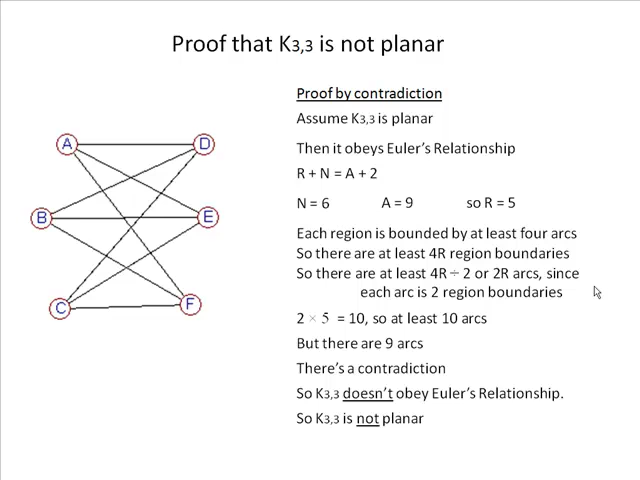 Proof that K3,3 is not planar
Proof by contradiction
Assume K3,3 is planar
Then it obeys Euler's Relationship
R + N = A + 2
N = 6 A = 9 so R = 5
Each region is bounded by at least four arcs
So there are at least 4R region boundaries
So there are at least 4R ÷ 2 or 2R arcs, since
each arc is 2 region boundaries
2 × 5 = 10, so at least 10 arcs
But there are 9 arcs
There's a contradiction
So K3,3 doesn't obey Euler's Relationship.
So K3,3 is not planar
A D
B E
C F